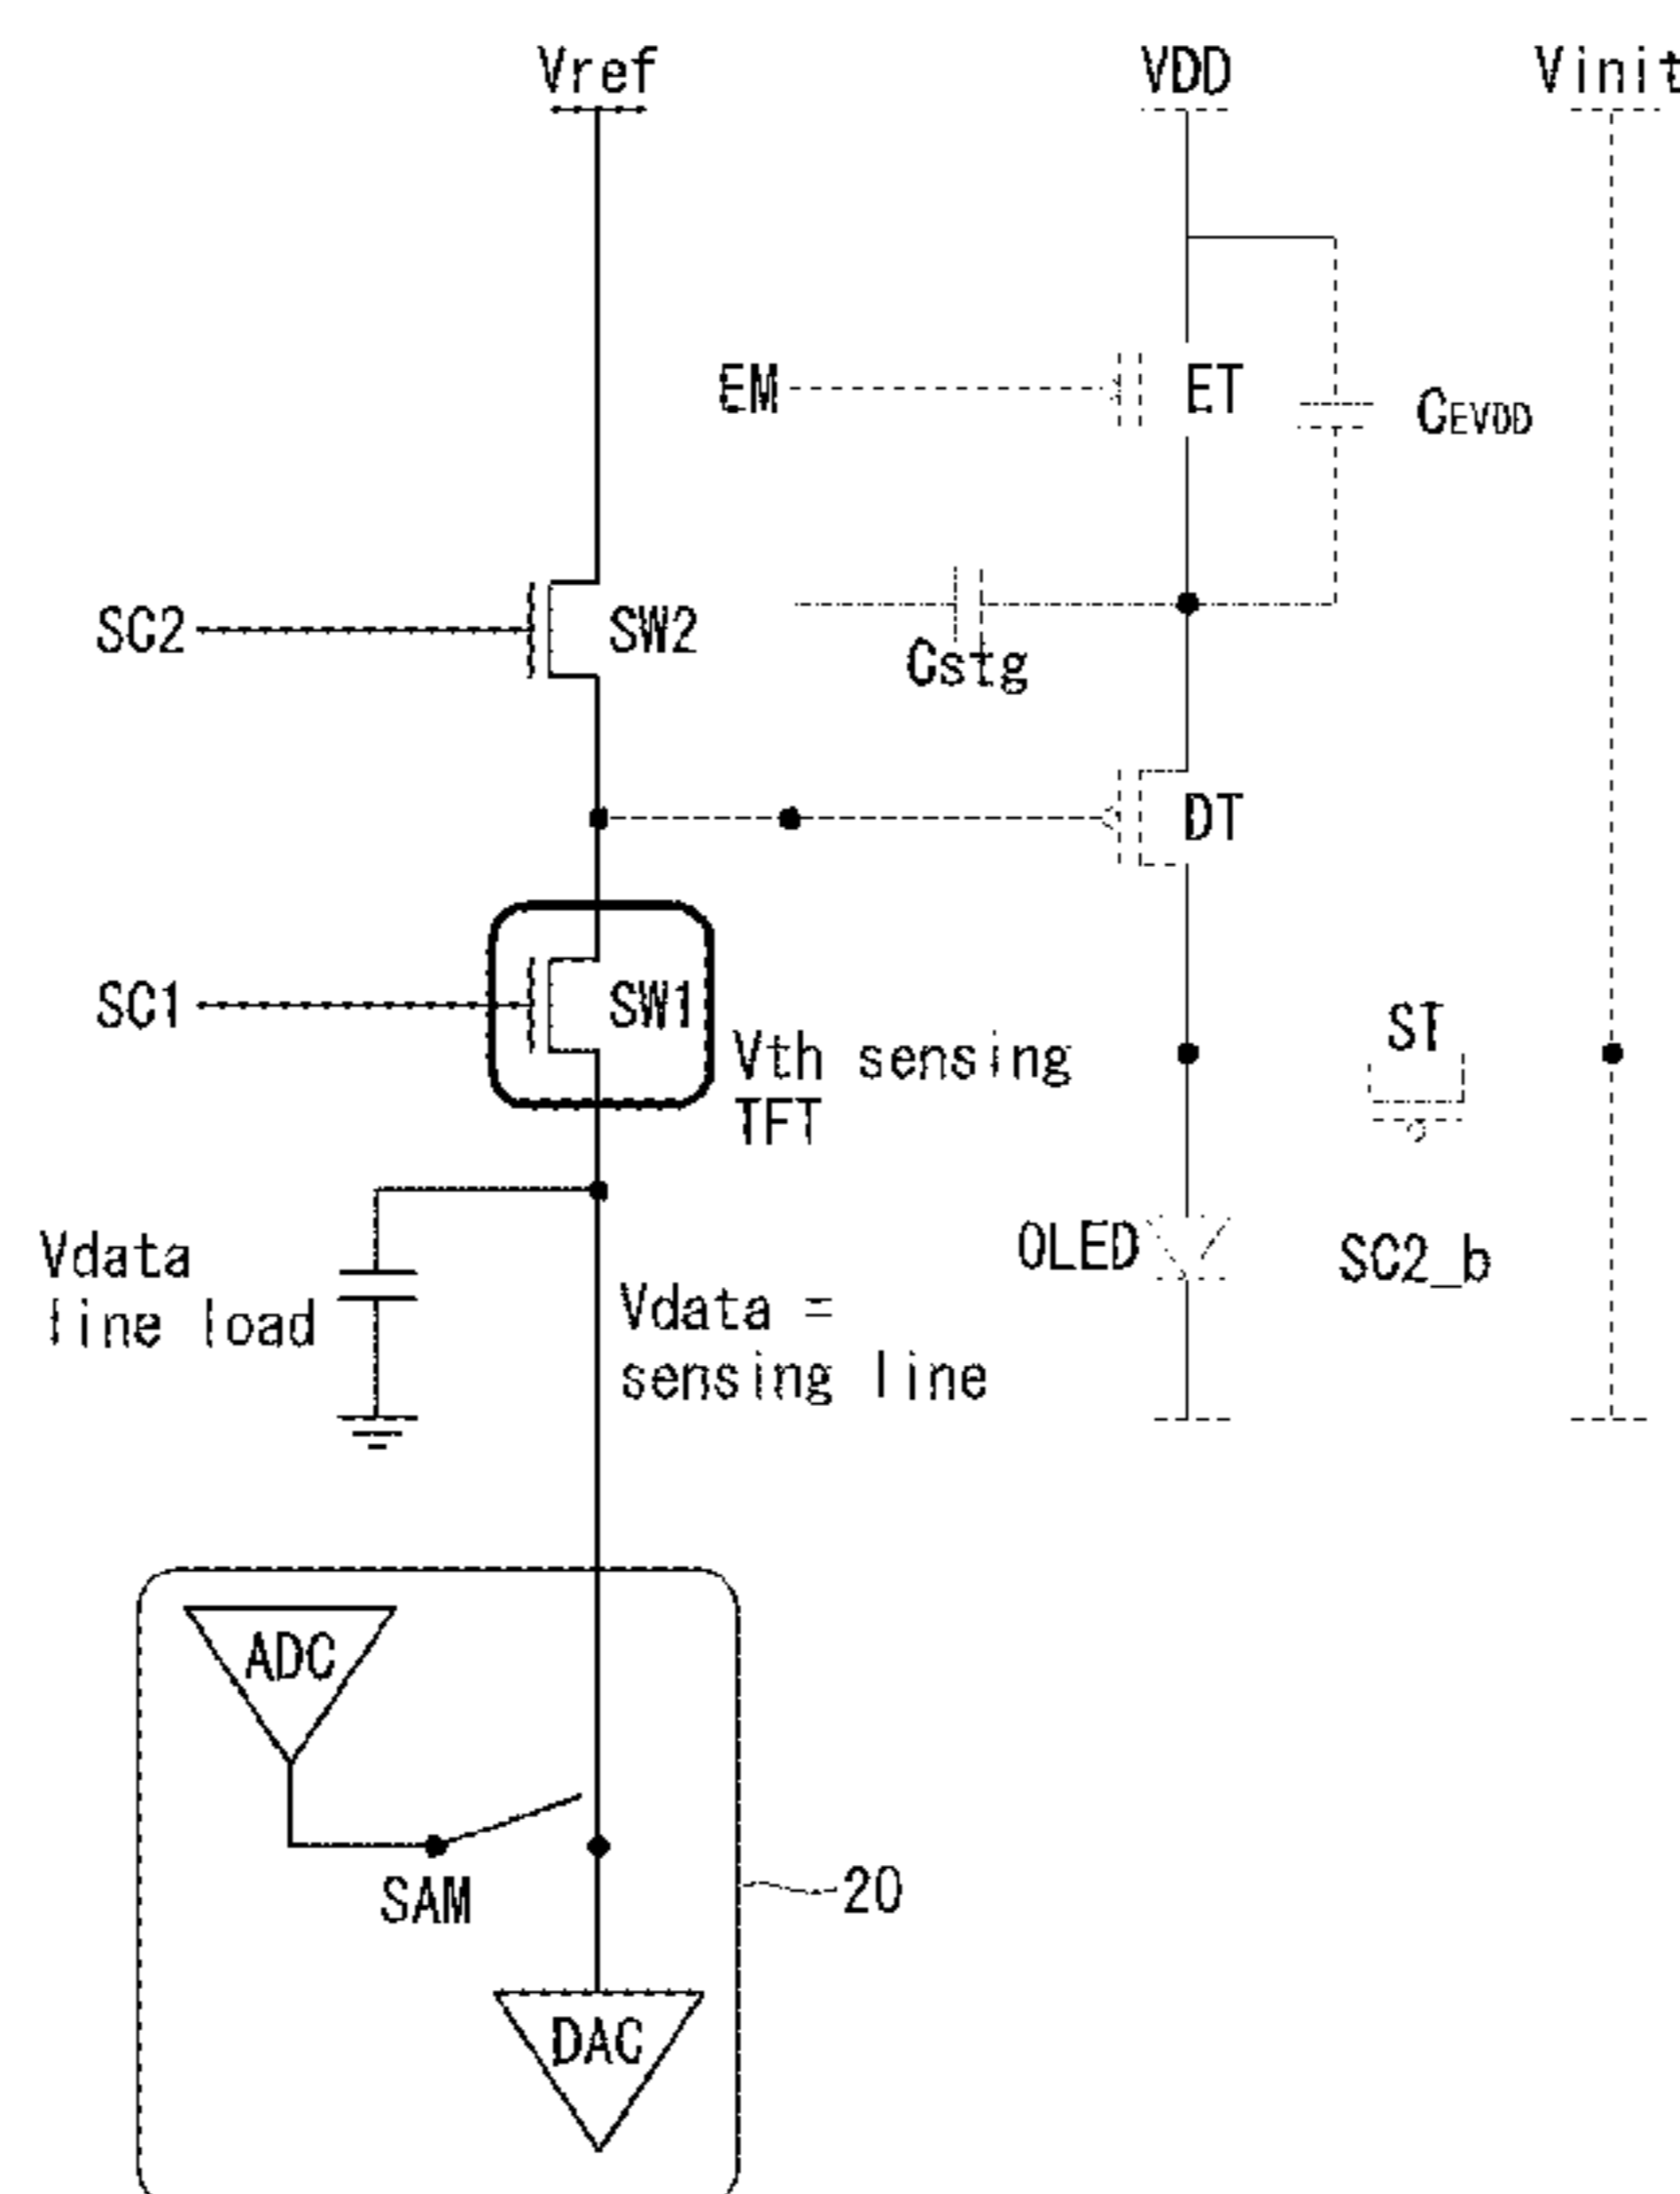 Vref
VDD
Vinit
EM
ET
CEVDD
SC2
SW2
Cstg
DT
SC1
SW1
Vth sensing
TFT
ST
Vdata
line load
Vdata =
sensing line
OLED
SC2_b
ADC
SAM
20
DAC